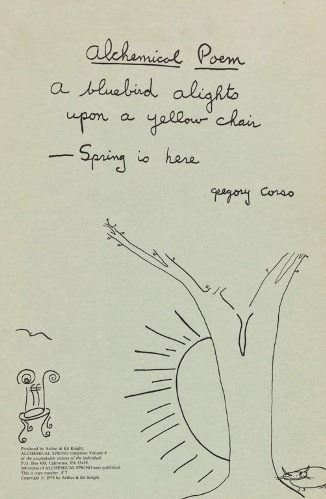 Alchemical Poem
a bluebird alights
upon a yellow chair
— Spring is here
gregory corso
Produced by Arthur & Kit Knight.
ALCHEMICAL SPRING comprises Volume 6
of the unspeakable visions of the individual,
P.O. Box 439, California, PA 15419.
500 copies of ALCHEMICAL SPRING were published.
This is copy number 57
Copyright © 1979 by Arthur & Kit Knight.